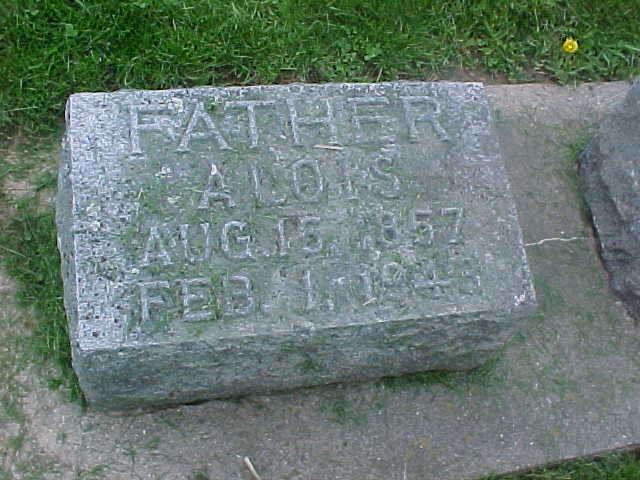 FATHER
ALOIS
AUG. 15, 1857
FEB. 1,